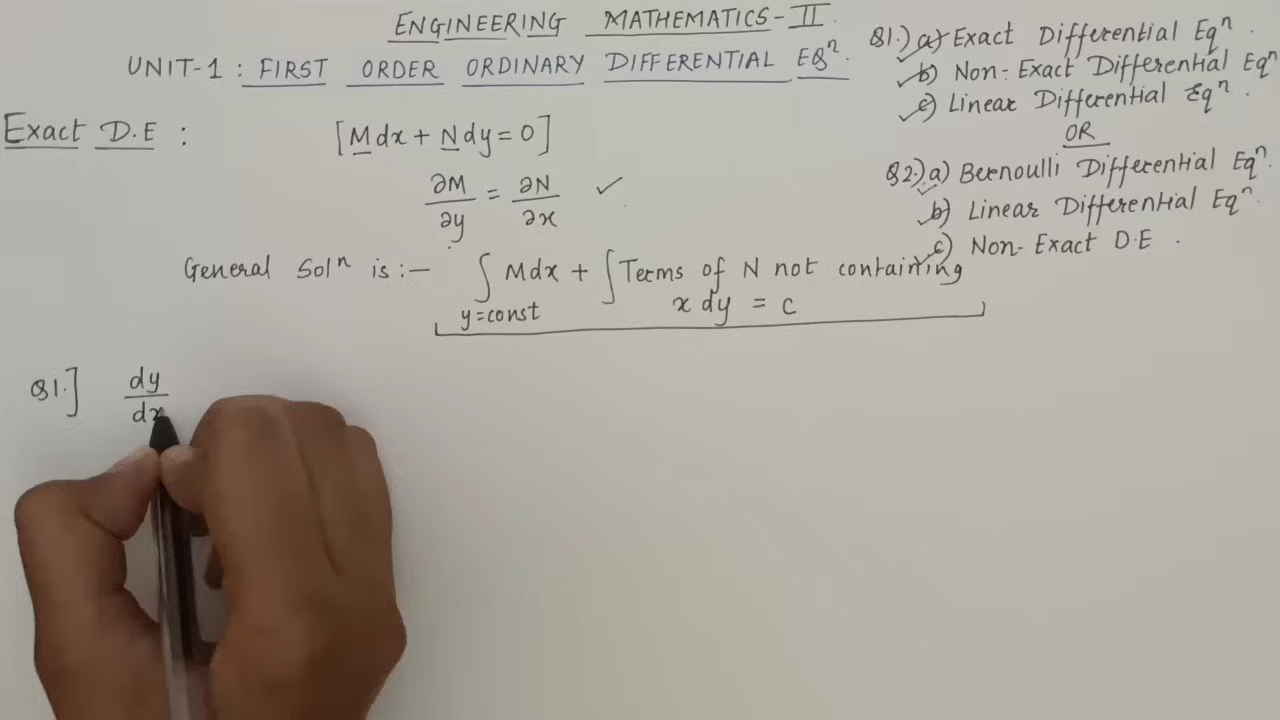 ENGINEERING MATHEMATICS-II.
UNIT-1 : FIRST ORDER ORDINARY DIFFERENTIAL EQⁿ.
Q1.) a) Exact Differential Eqⁿ.
b) Non-Exact Differential Eqⁿ
c) Linear Differential Eqⁿ.
OR
Q2.) a) Bernoulli Differential Eqⁿ.
b) Linear Differential Eqⁿ.
c) Non-Exact D.E.
Exact D.E : [Mdx + Ndy = 0]
∂M/∂y = ∂N/∂x ✓
General Solⁿ is :- ∫ Mdx + ∫ Terms of N not containing
y=const x dy = c
Q1.] dy/dx